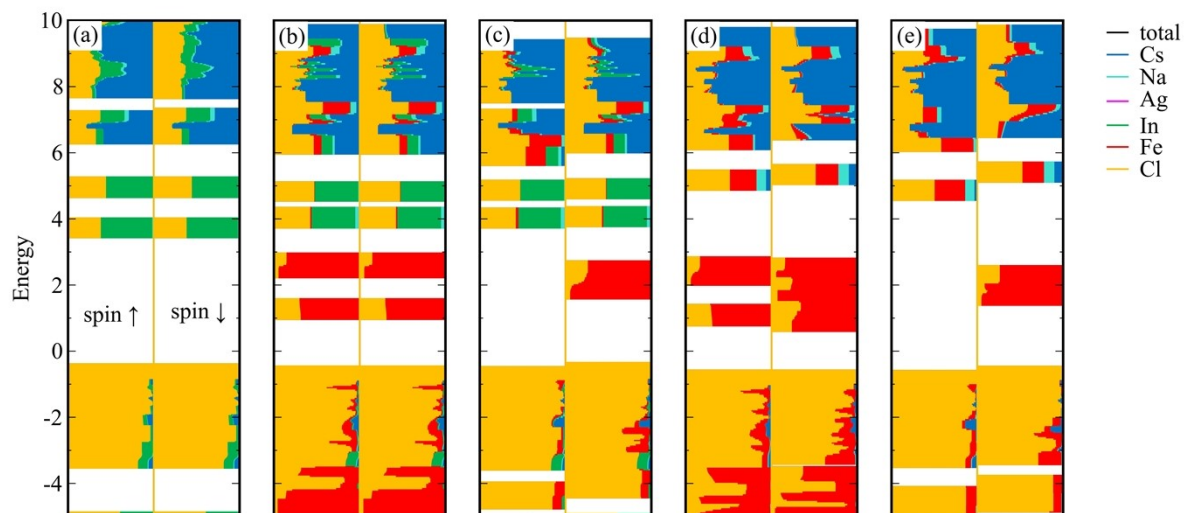 (a)
(b)
(c)
(d)
(e)
10
8
6
4
2
0
-2
-4
Energy
spin ↑
spin ↓
total
Cs
Na
Ag
In
Fe
Cl